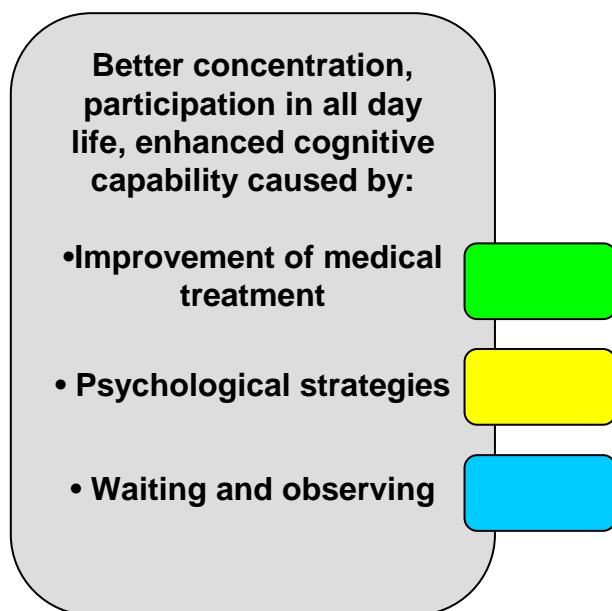 Better concentration,
participation in all day
life, enhanced cognitive
capability caused by:
•Improvement of medical
treatment
• Psychological strategies
• Waiting and observing